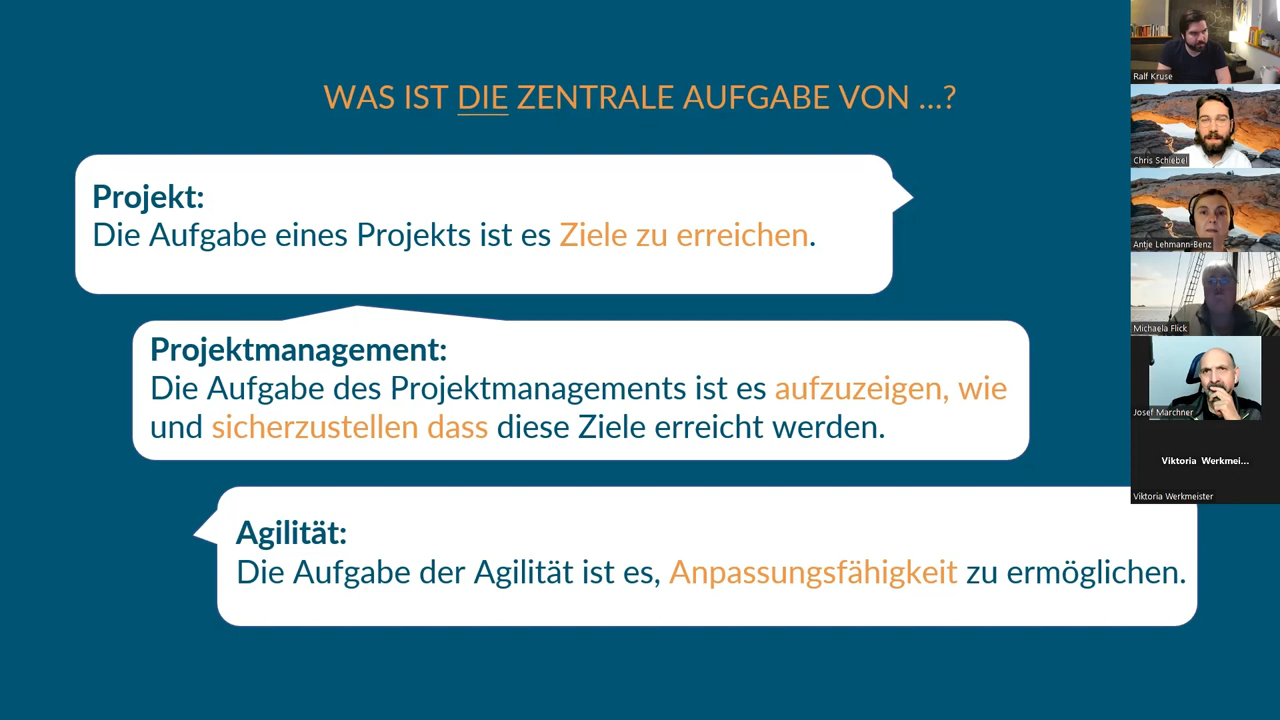 WAS IST DIE ZENTRALE AUFGABE VON ...?
Projekt:
Die Aufgabe eines Projekts ist es Ziele zu erreichen.
Projektmanagement:
Die Aufgabe des Projektmanagements ist es aufzuzeigen, wie
und sicherzustellen dass diese Ziele erreicht werden.
Agilität:
Die Aufgabe der Agilität ist es, Anpassungsfähigkeit zu ermöglichen.
Ralf Kruse
Chris Schiebel
Antje Lehmann-Benz
Michaela Flick
Josef Marchner
Viktoria Werkmei...
Viktoria Werkmeister